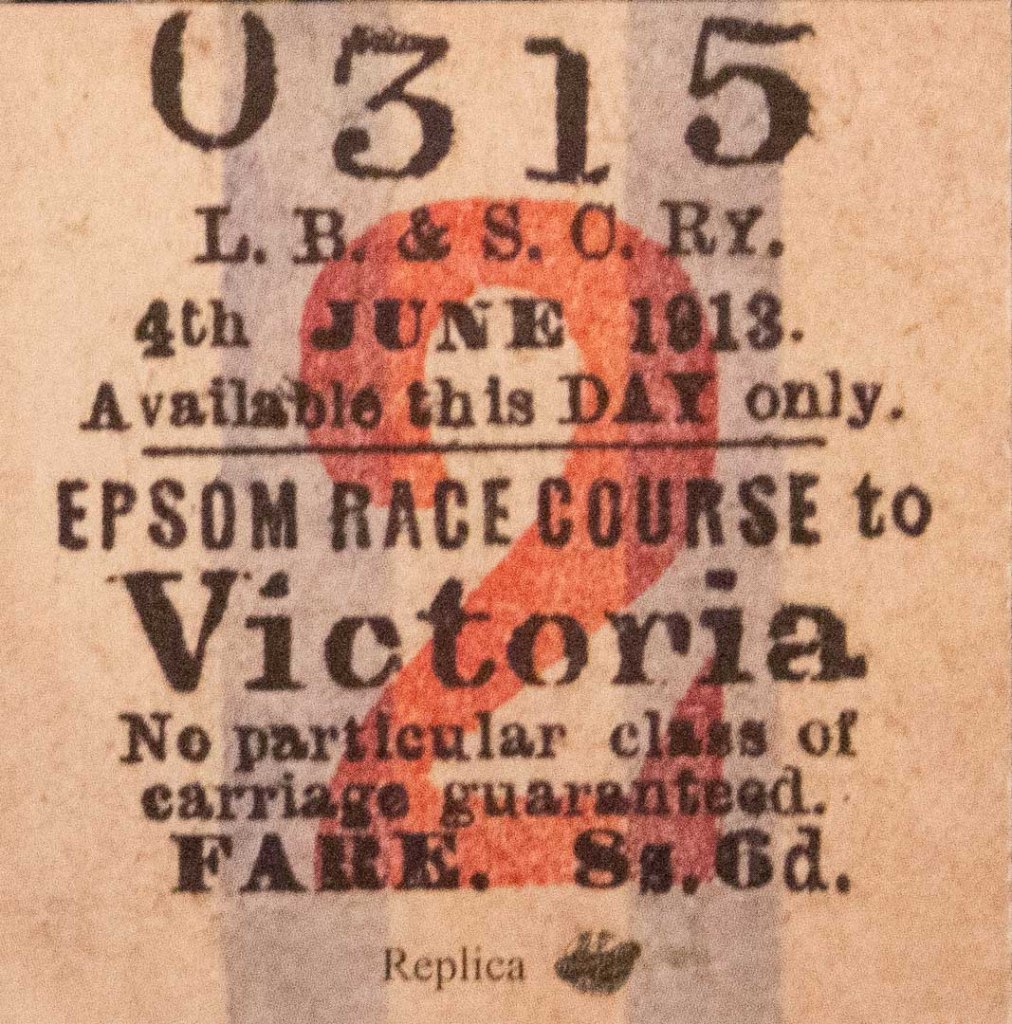 0315
L. B. & S. C. RY.
4th JUNE 1913.
Available this DAY only.
EPSOM RACE COURSE to
Victoria
No particular class of
carriage guaranteed.
FARE. 8s. 6d.
2
Replica